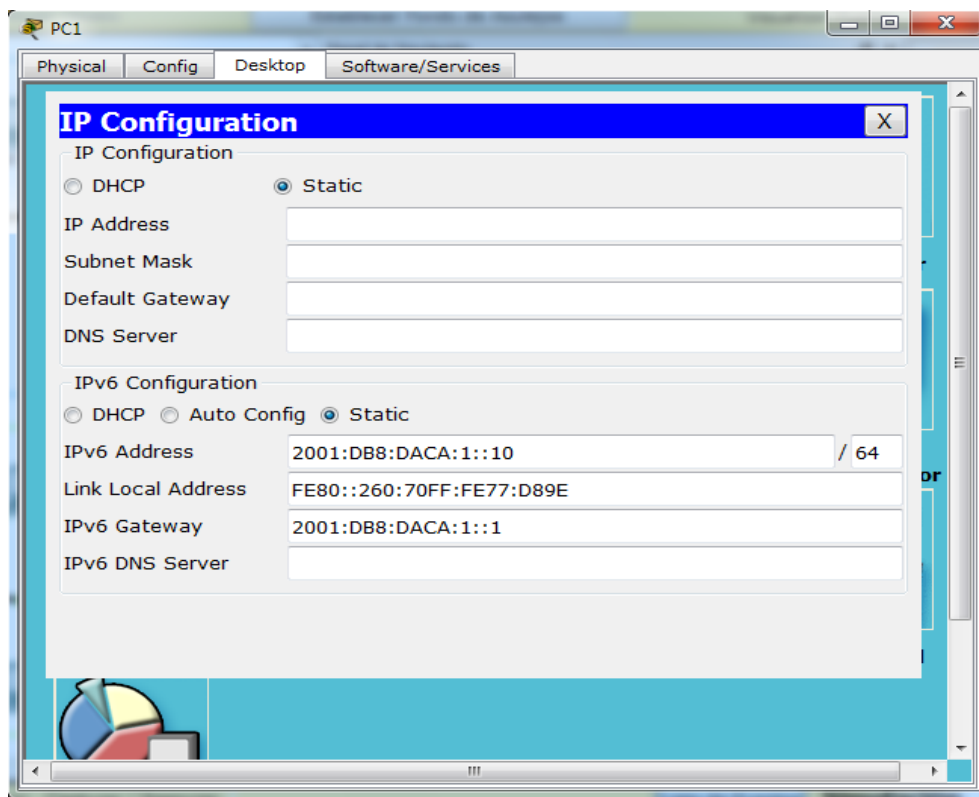 PC1
Physical Config Desktop Software/Services
IP Configuration X
IP Configuration
DHCP Static
IP Address
Subnet Mask
Default Gateway
DNS Server
IPv6 Configuration
DHCP Auto Config Static
IPv6 Address 2001:DB8:DACA:1::10 / 64
Link Local Address FE80::260:70FF:FE77:D89E
IPv6 Gateway 2001:DB8:DACA:1::1
IPv6 DNS Server
or